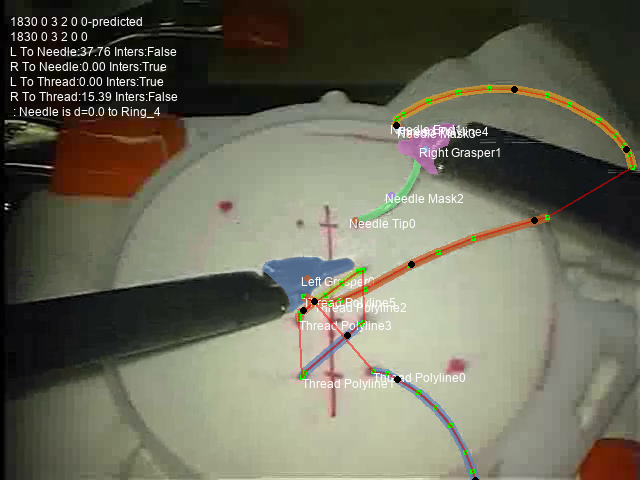 1830 0 3 2 0 0-predicted
1830 0 3 2 0 0
L To Needle:37.76 Inters:False
R To Needle:0.00 Inters:True
L To Thread:0.00 Inters:True
R To Thread:15.39 Inters:False
: Needle is d=0.0 to Ring_4
Needle Mask3
Right Grasper1
Needle Mask2
Needle Tip0
Left Grasper0
Thread Polyline5
Thread Polyline2
Thread Polyline3
Thread Polyline1
Thread Polyline0